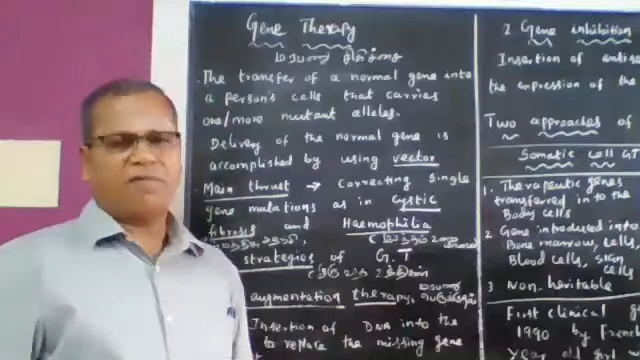 Gene Therapy
மரபணு சிகிச்சை
The transfer of a normal gene into
a person's cells that carries
one/more mutant alleles.
Delivery of the normal gene is
accomplished by using vector
Main thrust → Correcting single
gene mutations as in Cystic
fibrosis and Haemophilia
strategies of G.T
augmentation therapy,
Insertion of DNA into the
to replace the missing gene
2 Gene inhibition
Insertion of
the expression of the
Two approaches of
Somatic cell GT
1. Therapeutic genes
transferred in to the
Body cells
2 Gene introduced into
Bone marrow, cells,
Blood cells, skin
cells
3 Non-heritable
First clinical
1990 by French